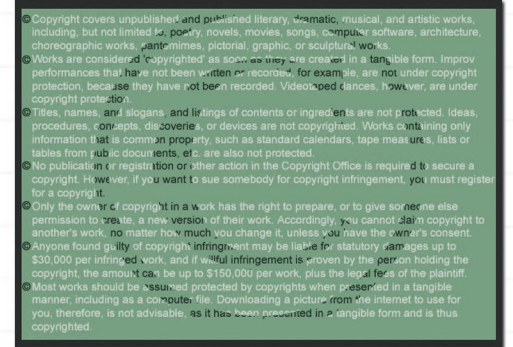 © Copyright covers unpublished and published literary, dramatic, musical, and artistic works,
including, but not limited to, poetry, novels, movies, songs, computer software, architecture,
choreographic works, pantomimes, pictorial, graphic, or sculptural works.
© Works are considered 'copyrighted' as soon as they are created in a tangible form. Improv
performances that have not been written or recorded, for example, are not under copyright
protection, because they have not been recorded. Videotaped dances, however, are under
copyright protection.
© Titles, names, and slogans, and listings of contents or ingredients are not protected. Ideas,
procedures, concepts, discoveries, or devices are not copyrighted. Works containing only
information that is common property, such as standard calendars, tape measures, lists or
tables from public documents, etc. are also not protected.
© No publication or registration or other action in the Copyright Office is required to secure a
copyright. However, if you want to sue somebody for copyright infringement, you must register
for a copyright.
© Only the owner of copyright in a work has the right to prepare, or to give someone else
permission to create, a new version of their work. Accordingly, you cannot claim copyright to
another's work, no matter how much you change it, unless you have the owner's consent.
© Anyone found guilty of copyright infringment may be liable for statutory damages up to
$30,000 per infringed work, and if willful infringement is proven by the person holding the
copyright, the amount can be up to $150,000 per work, plus the legal fees of the plaintiff.
© Most works should be assumed protected by copyrights when presented in a tangible
manner, including as a computer file. Downloading a picture from the internet to use for
you, therefore, is not advisable, as it has been presented in a tangible form and is thus
copyrighted.